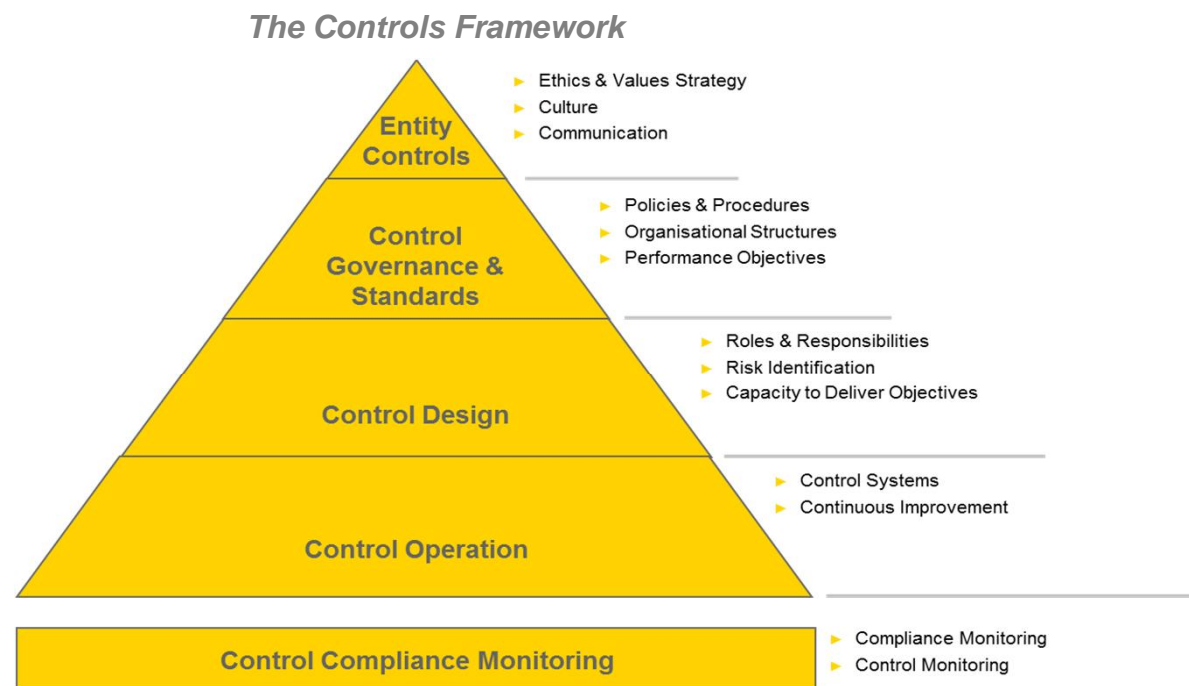 The Controls Framework
Entity
Controls
Ethics & Values Strategy
Culture
Communication
Control
Governance &
Standards
Policies & Procedures
Organisational Structures
Performance Objectives
Control Design
Roles & Responsibilities
Risk Identification
Capacity to Deliver Objectives
Control Operation
Control Systems
Continuous Improvement
Control Compliance Monitoring
Compliance Monitoring
Control Monitoring